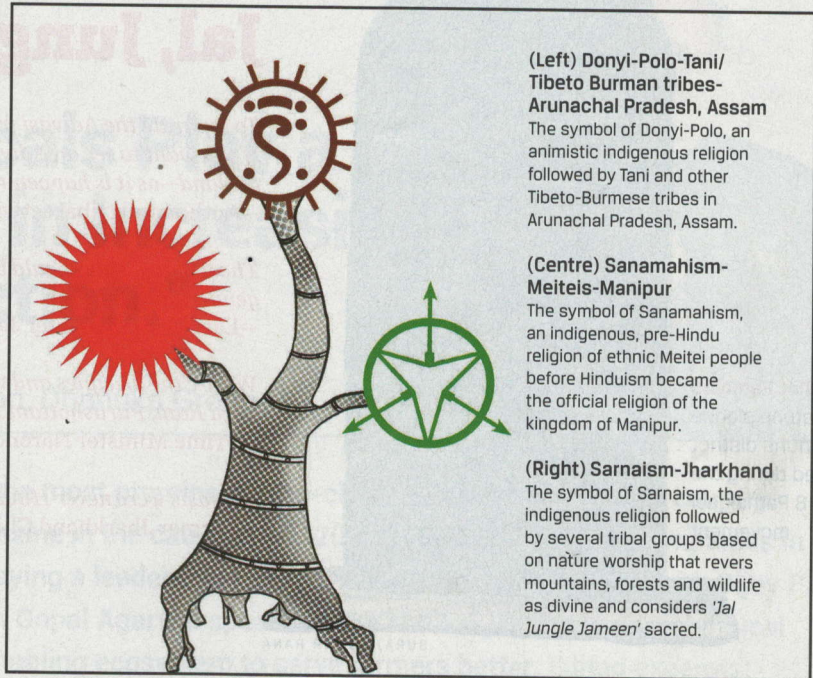 Jal, Jung
(Left) Donyi-Polo-Tani/
Tibeto Burman tribes-
Arunachal Pradesh, Assam
The symbol of Donyi-Polo, an
animistic indigenous religion
followed by Tani and other
Tibeto-Burmese tribes in
Arunachal Pradesh, Assam.
(Centre) Sanamahism-
Meiteis-Manipur
The symbol of Sanamahism,
an indigenous, pre-Hindu
religion of ethnic Meitei people
before Hinduism became
the official religion of the
kingdom of Manipur.
(Right) Sarnaism-Jharkhand
The symbol of Sarnaism, the
indigenous religion followed
by several tribal groups based
on nature worship that revers
mountains, forests and wildlife
as divine and considers 'Jal
Jungle Jameen' sacred.